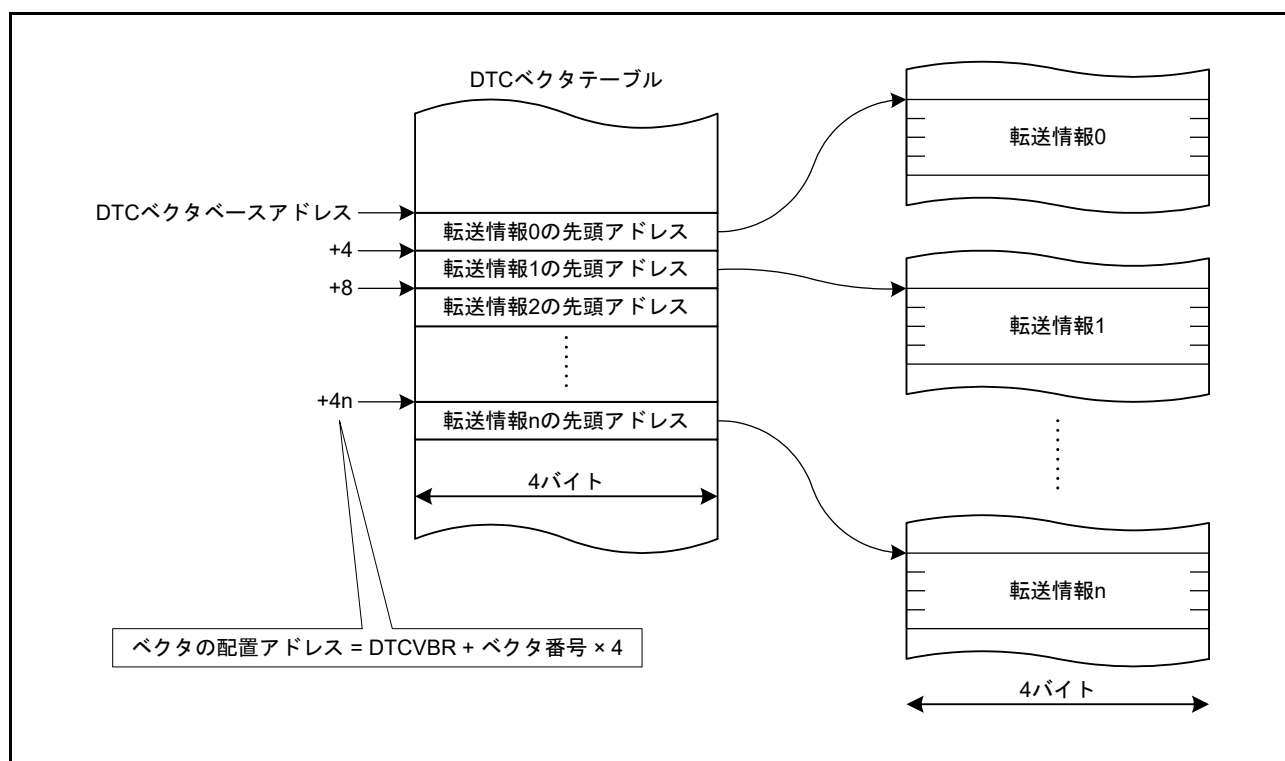 DTCベクタテーブル
DTCベクタベースアドレス
転送情報0の先頭アドレス
+4
転送情報1の先頭アドレス
+8
転送情報2の先頭アドレス
+4n
転送情報nの先頭アドレス
4バイト
ベクタの配置アドレス = DTCVBR + ベクタ番号 × 4
転送情報0
転送情報1
転送情報n
4バイト